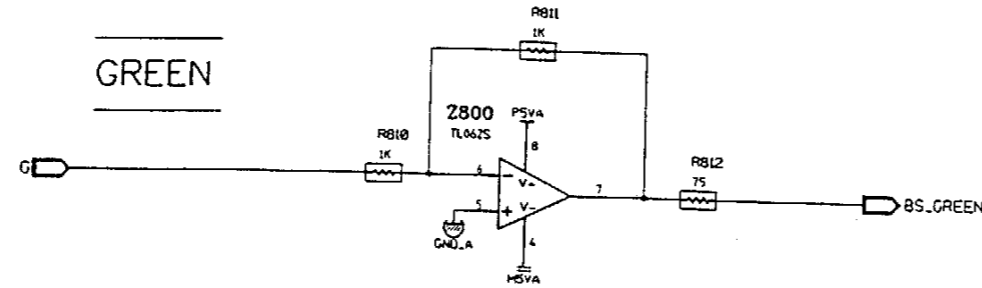 R811
1K
GREEN
Z800
P5VA
TL062S
R810
8
1K
R812
G
6
-
V+
7
75
5
+
V-
BS_GREEN
GND_A
4
M5VA